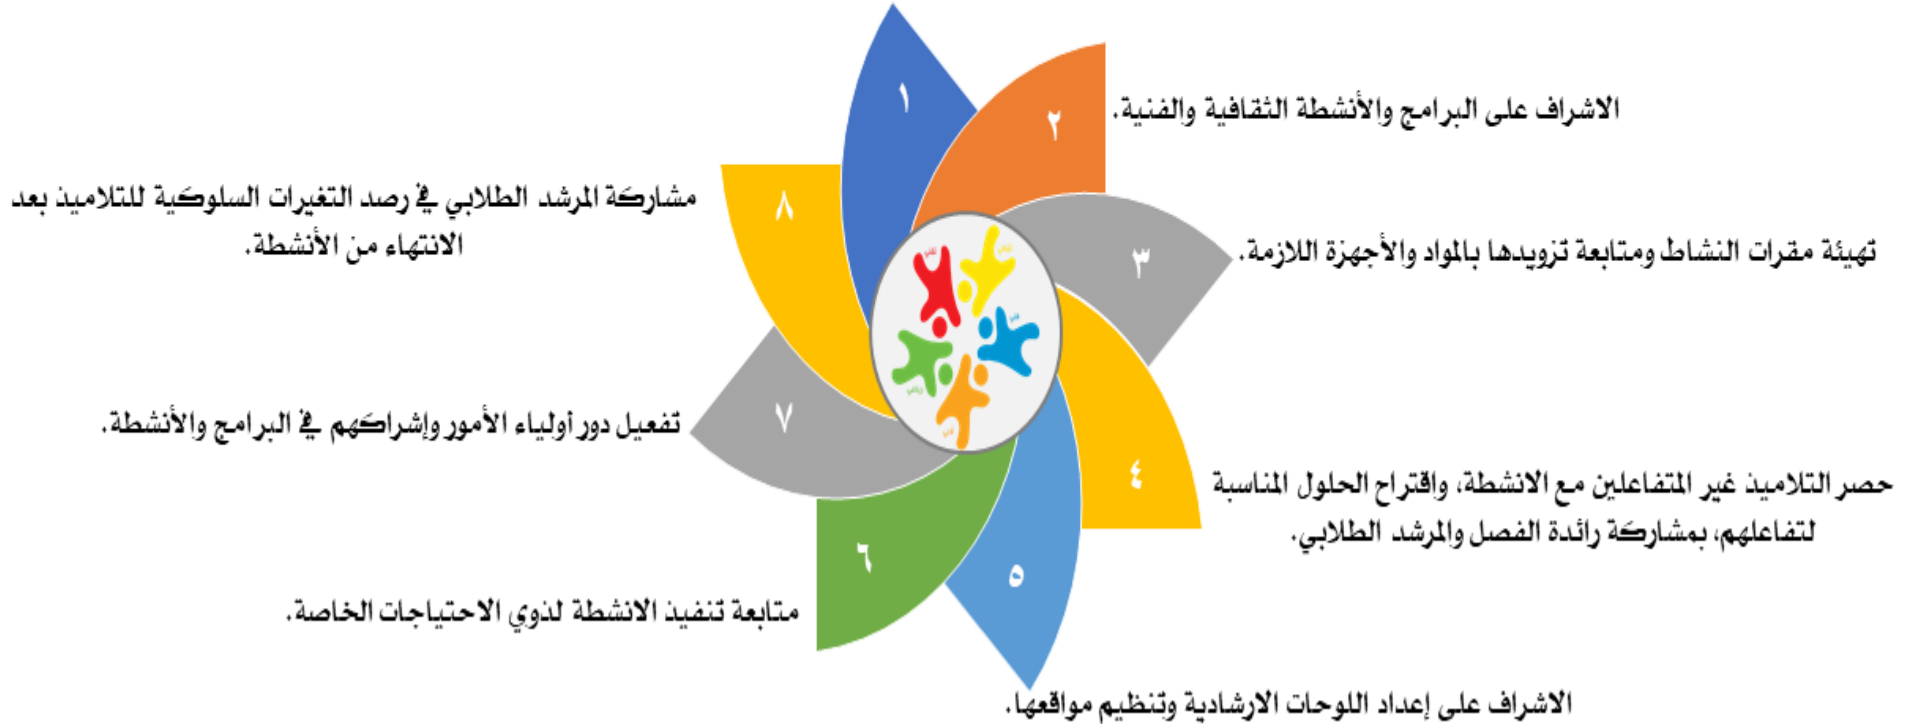 ١
٢
الاشراف على البرامج والأنشطة الثقافية والفنية.
٣
تهيئة مقرات النشاط ومتابعة تزويدها بالمواد والأجهزة اللازمة.
٤
حصر التلاميذ غير المتفاعلين مع الانشطة، واقتراح الحلول المناسبة
لتفاعلهم، بمشاركة رائدة الفصل والمرشد الطلابي.
٥
الاشراف على إعداد اللوحات الارشادية وتنظيم مواقعها.
٦
متابعة تنفيذ الانشطة لذوي الاحتياجات الخاصة.
٧
تفعيل دور أولياء الأمور وإشراكهم في البرامج والأنشطة.
٨
مشاركة المرشد الطلابي في رصد التغيرات السلوكية للتلاميذ بعد
الانتهاء من الأنشطة.